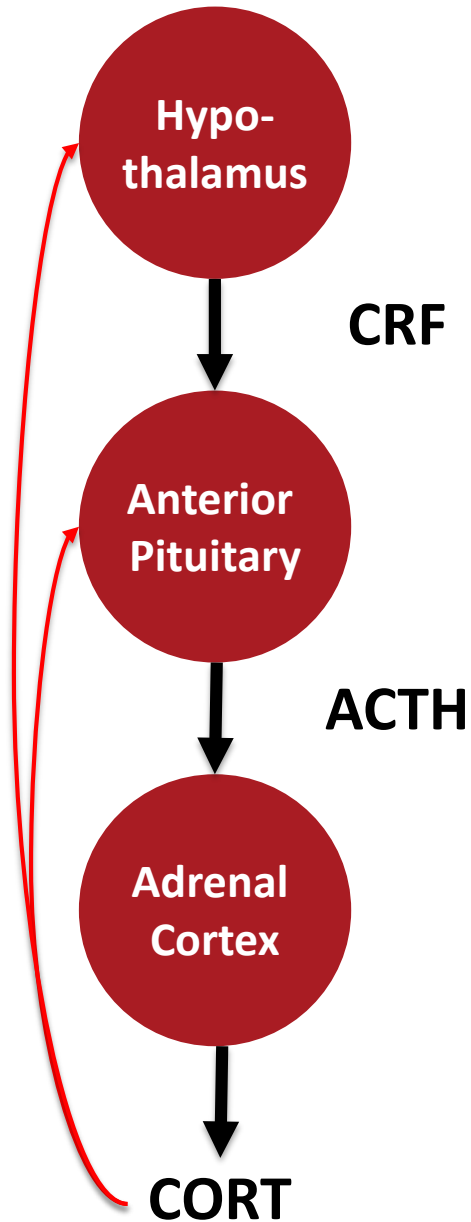 Hypo-
thalamus
CRF
Anterior
Pituitary
ACTH
Adrenal
Cortex
CORT